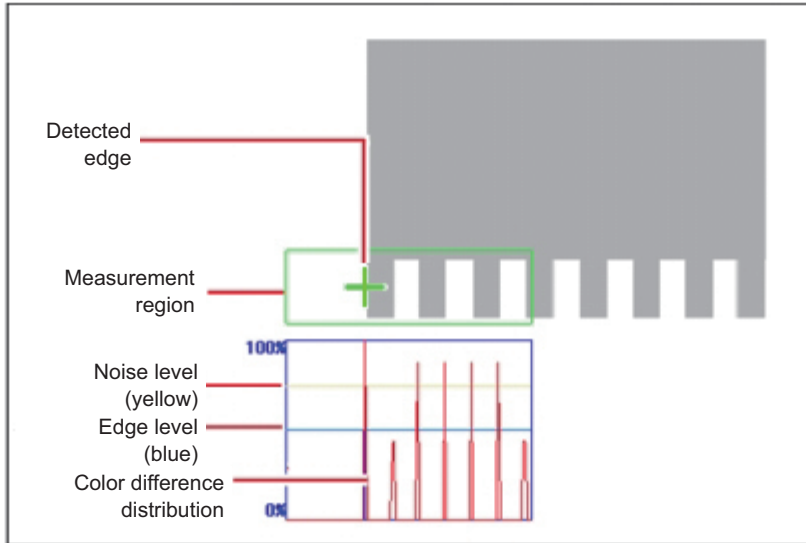 Detected
edge
Measurement
region
100%
Noise level
(yellow)
Edge level
(blue)
Color difference
distribution
0%